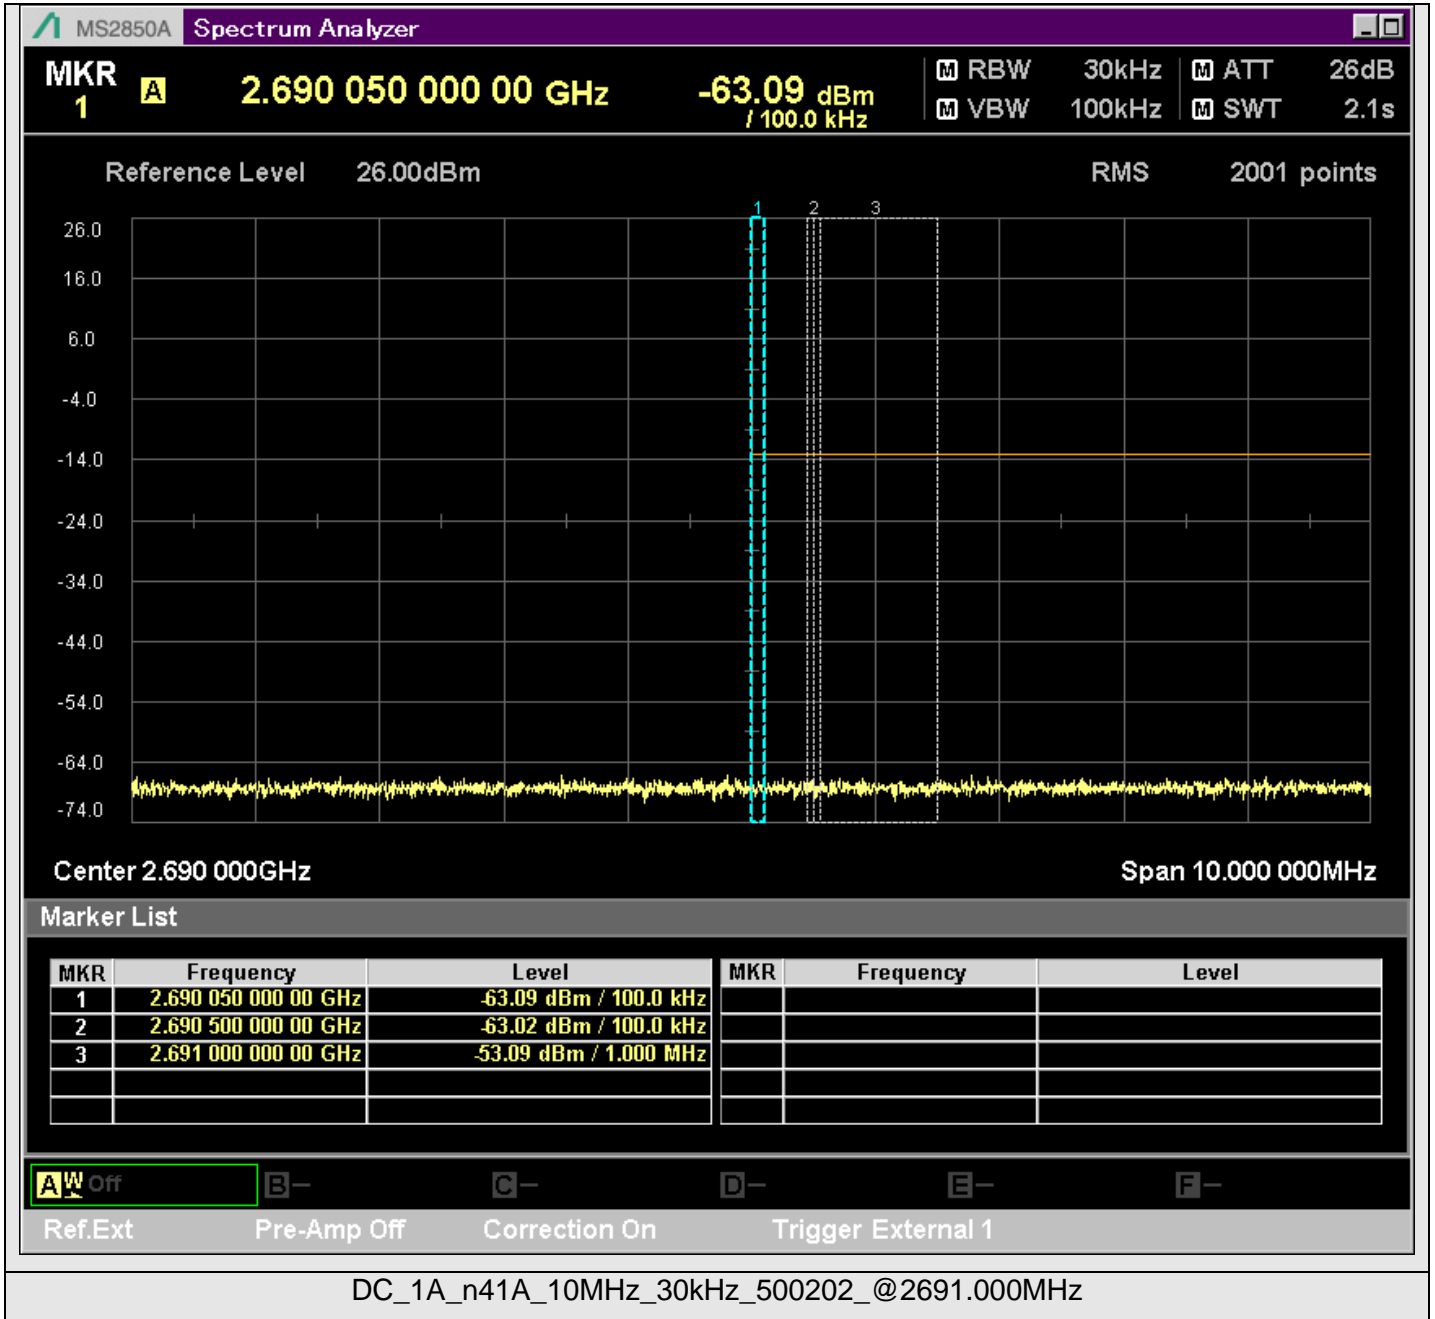 MS2850A Spectrum Analyzer
MKR 1 A 2.690 050 000 00 GHz -63.09 dBm / 100.0 kHz
M RBW 30kHz M ATT 26dB
M VBW 100kHz M SWT 2.1s
Reference Level 26.00dBm RMS 2001 points
1 2 3
26.0
16.0
6.0
-4.0
-14.0
-24.0
-34.0
-44.0
-54.0
-64.0
-74.0
Center 2.690 000GHz Span 10.000 000MHz
Marker List
MKR Frequency Level MKR Frequency Level
1 2.690 050 000 00 GHz -63.09 dBm / 100.0 kHz
2 2.690 500 000 00 GHz -63.02 dBm / 100.0 kHz
3 2.691 000 000 00 GHz -53.09 dBm / 1.000 MHz
A W Off B— C— D— E— F—
Ref.Ext Pre-Amp Off Correction On Trigger External 1
DC_1A_n41A_10MHz_30kHz_500202_@2691.000MHz